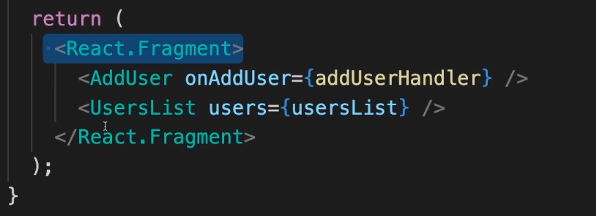 return (
<React.Fragment>
<AddUser onAddUser={addUserHandler} />
<UsersList users={usersList} />
</React.Fragment>
);
}